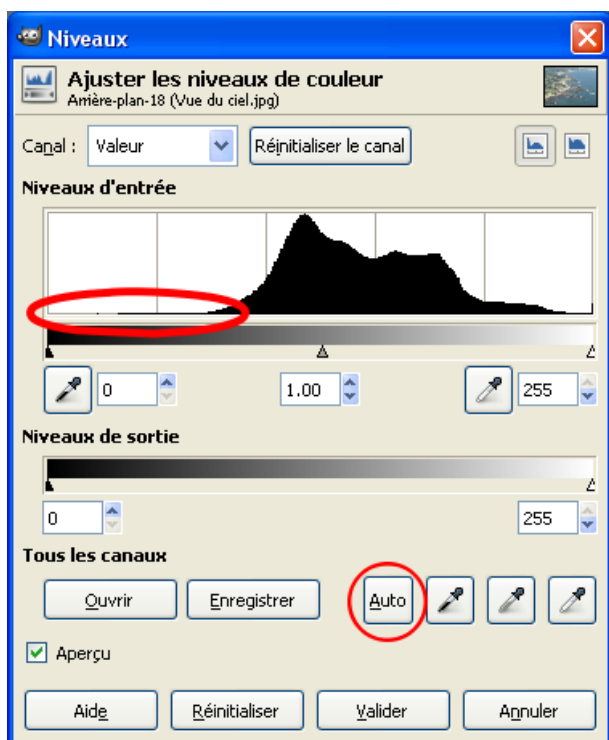 Niveaux
Ajuster les niveaux de couleur
Arrière-plan-18 (Vue du ciel.jpg)
Canal : Valeur Réinitialiser le canal
Niveaux d'entrée
0 1.00 255
Niveaux de sortie
0 255
Tous les canaux
Ouvrir Enregistrer Auto
Aperçu
Aide Réinitialiser Valider Annuler